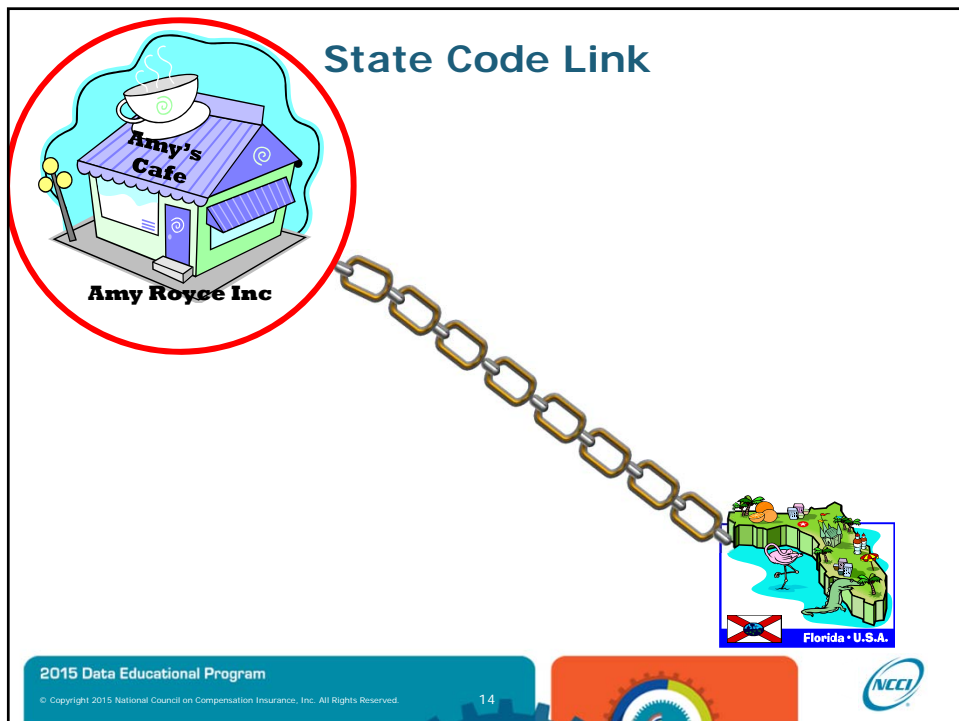 State Code Link
Amy's
Cafe
Amy Royce Inc
Florida • U.S.A.
2015 Data Educational Program
© Copyright 2015 National Council on Compensation Insurance, Inc. All Rights Reserved.
14
NCCI